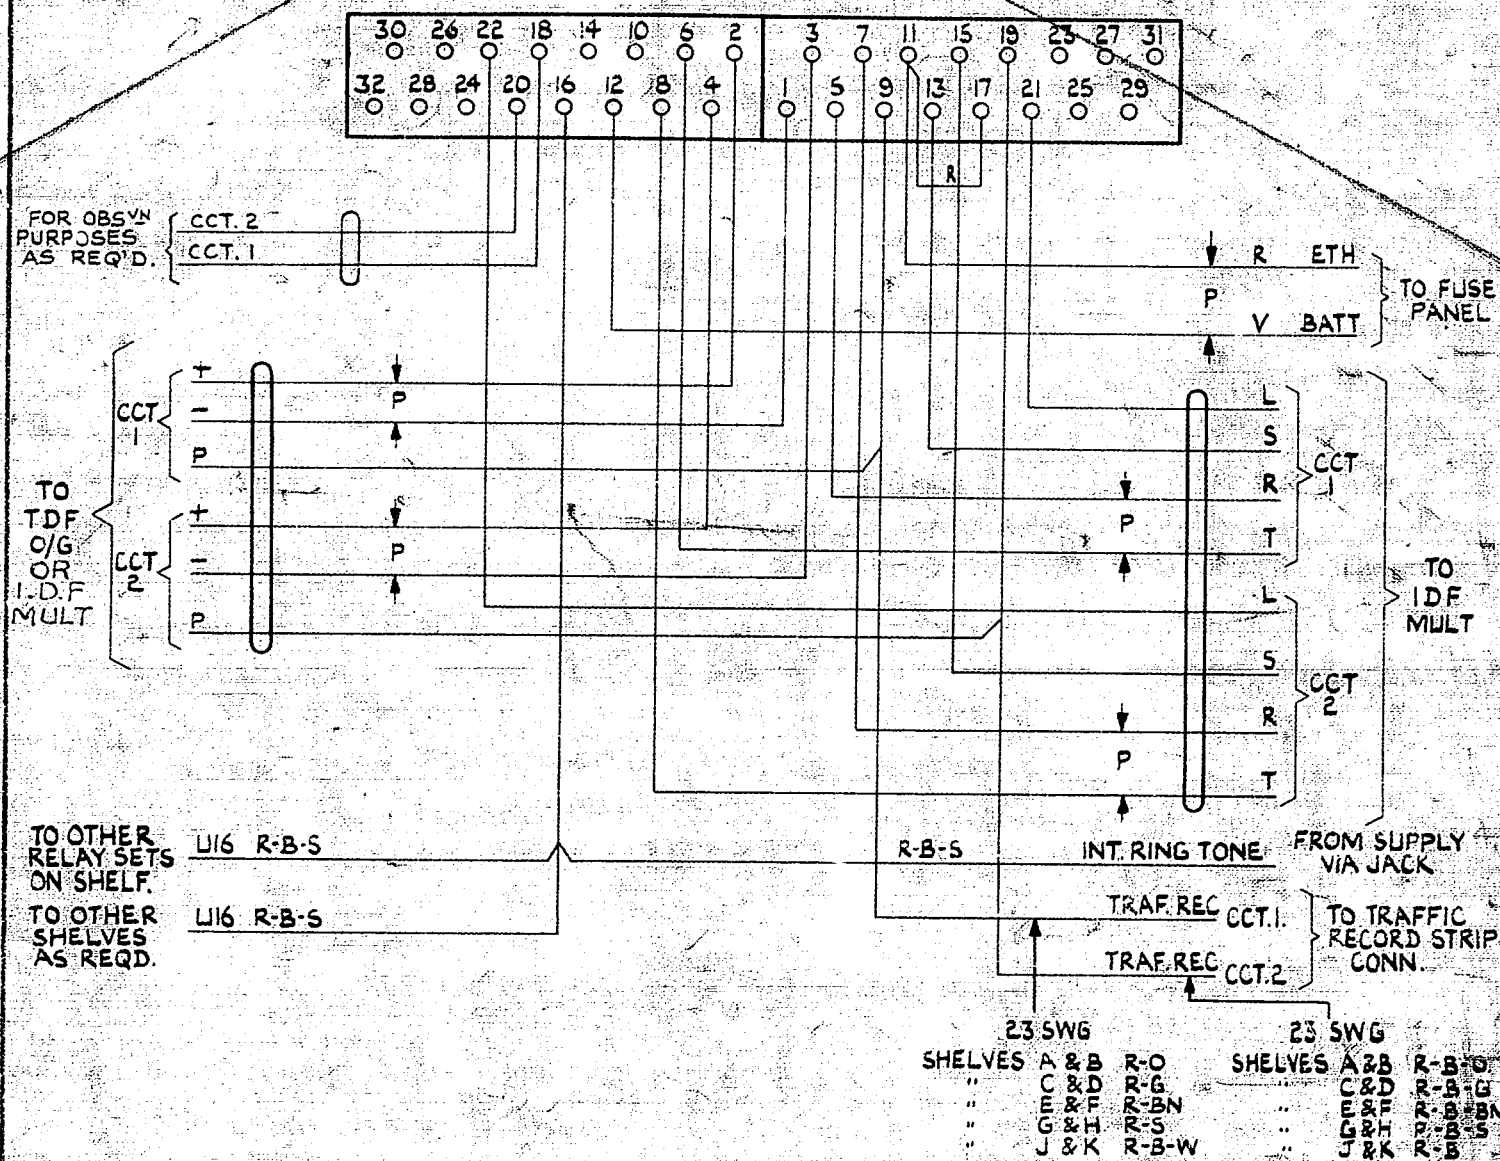 30 26 22 18 14 10 6 2 3 7 11 15 19 23 27 31
32 28 24 20 16 12 8 4 1 5 9 13 17 21 25 29
R
FOR OBSVN
PURPOSES
AS REQ'D.
CCT. 2
CCT. 1
R ETH
P
V BATT
TO FUSE
PANEL
TO
TDF
O/G
OR
I.D.F
MULT
CCT
1
+
-
P
P
CCT
2
+
-
P
P
L
S
R
T
P
CCT
1
L
S
R
T
P
CCT
2
TO
IDF
MULT
TO OTHER
RELAY SETS
ON SHELF.
U16 R-B-S
R-B-S
INT. RING TONE
FROM SUPPLY
VIA JACK
TO OTHER
SHELVES
AS REQD.
U16 R-B-S
TRAF. REC CCT.1.
TRAF. REC CCT.2
TO TRAFFIC
RECORD STRIP
CONN.
23 SWG
SHELVES A & B R-O
" C & D R-G
" E & F R-BN
" G & H R-S
" J & K R-B-W
23 SWG
SHELVES A&B R-B-O
" C&D R-B-G
" E&F R-B-BN
" G&H R-B-S
" J&K R-B